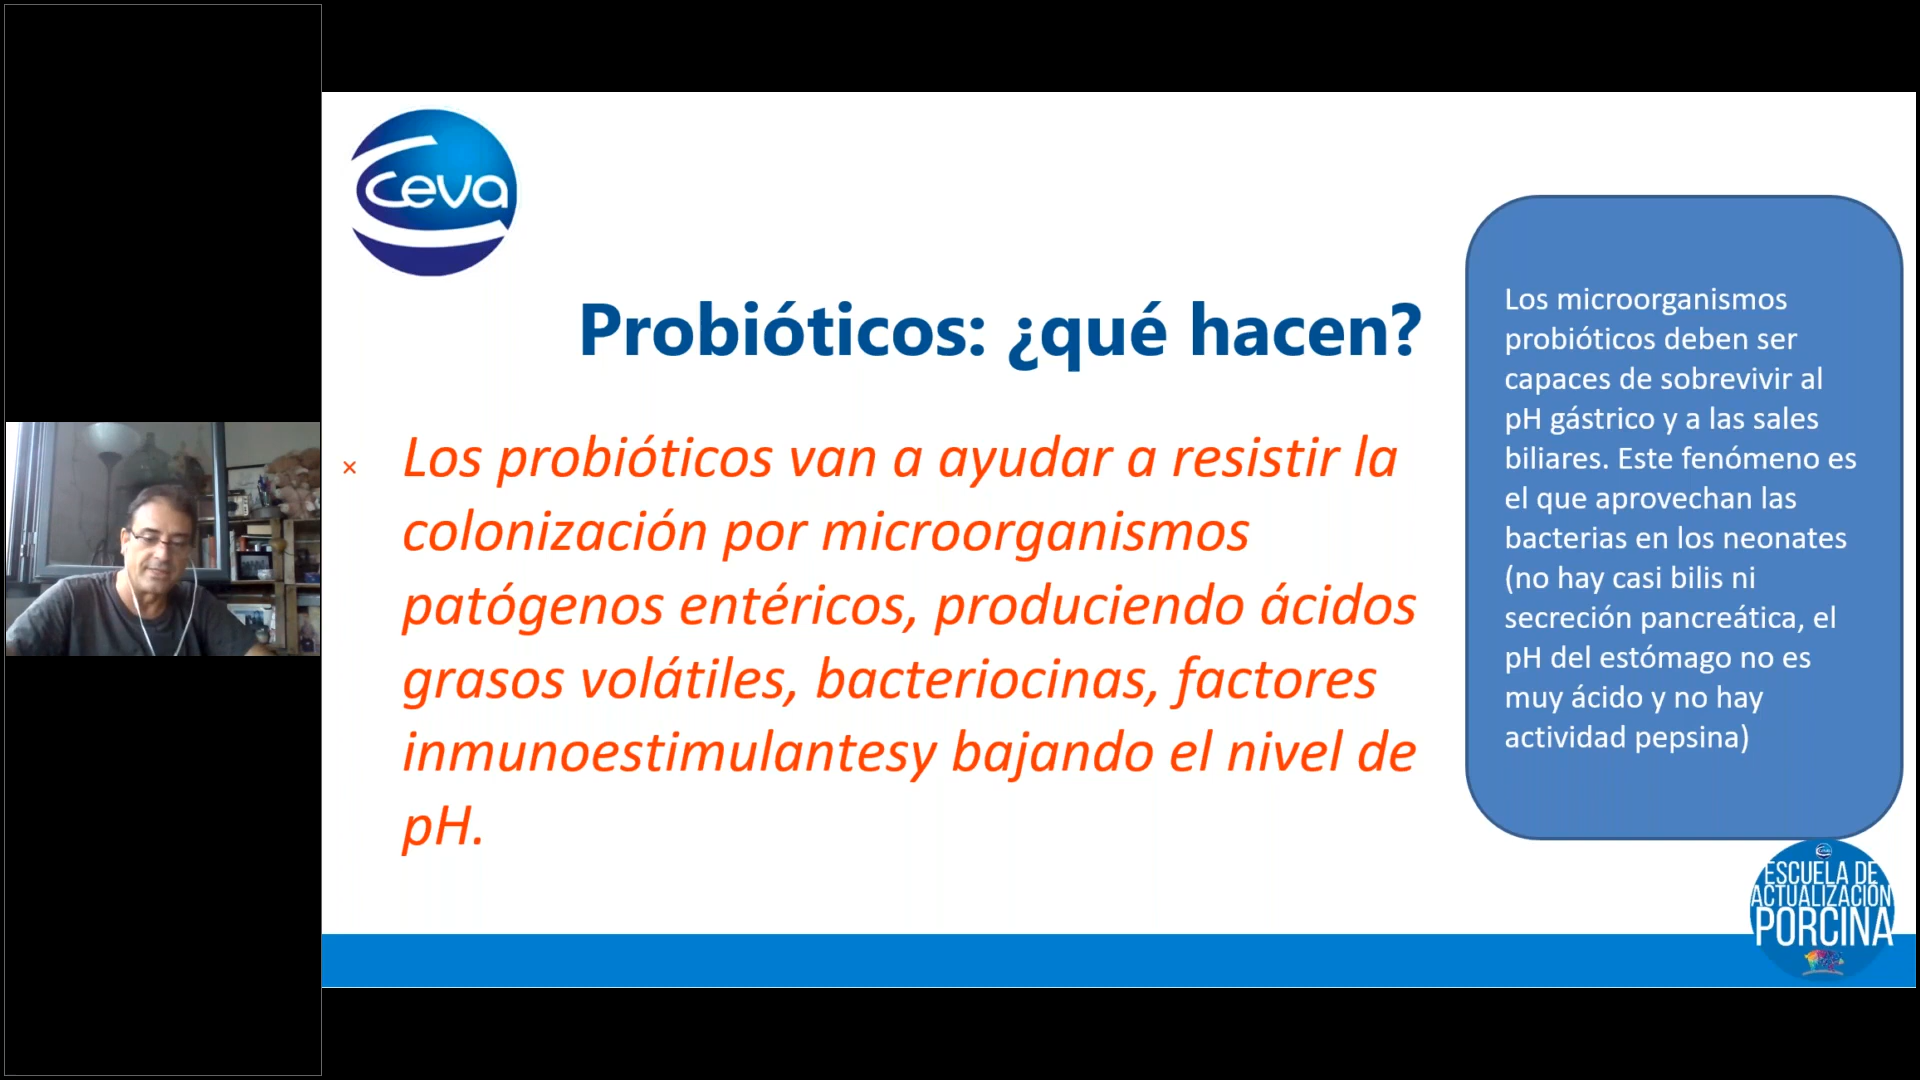 ceva
Probióticos: ¿qué hacen?
× Los probióticos van a ayudar a resistir la
colonización por microorganismos
patógenos entéricos, produciendo ácidos
grasos volátiles, bacteriocinas, factores
inmunoestimulantesy bajando el nivel de
pH.
Los microorganismos
probióticos deben ser
capaces de sobrevivir al
pH gástrico y a las sales
biliares. Este fenómeno es
el que aprovechan las
bacterias en los neonates
(no hay casi bilis ni
secreción pancreática, el
pH del estómago no es
muy ácido y no hay
actividad pepsina)
ceva
ESCUELA DE
ACTUALIZACIÓN
PORCINA